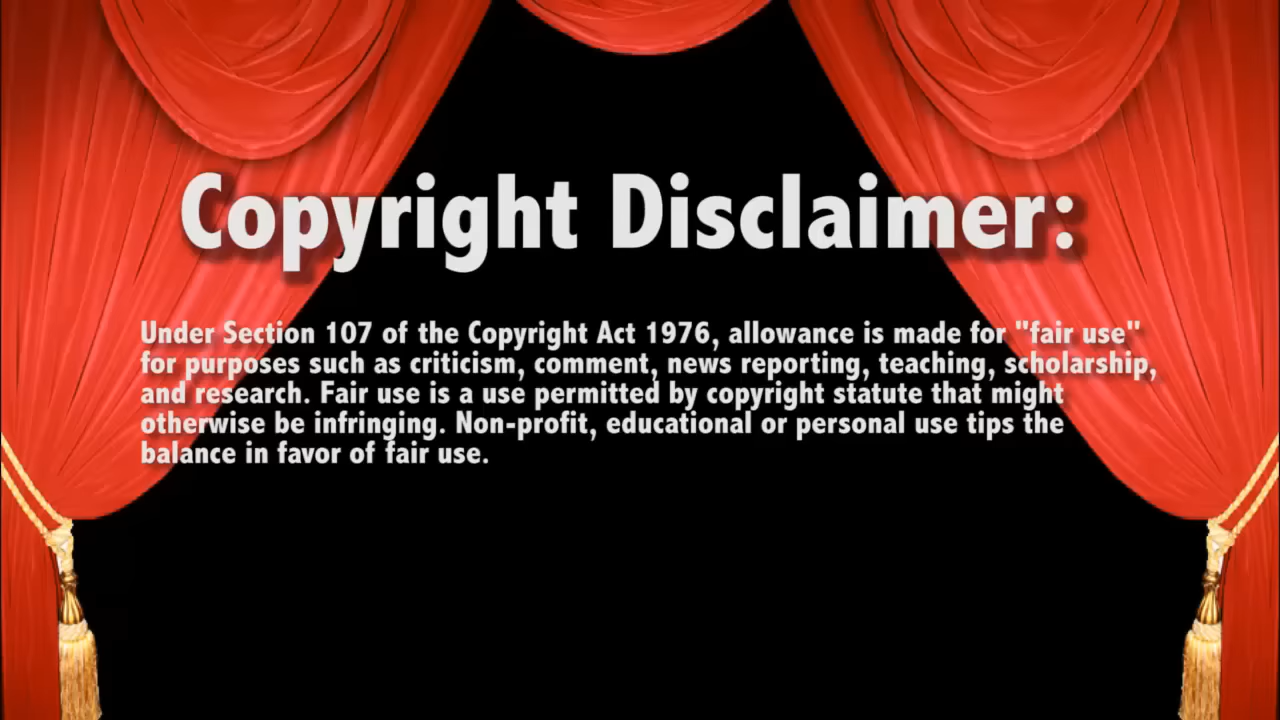 Copyright Disclaimer:
Under Section 107 of the Copyright Act 1976, allowance is made for "fair use"
for purposes such as criticism, comment, news reporting, teaching, scholarship,
and research. Fair use is a use permitted by copyright statute that might
otherwise be infringing. Non-profit, educational or personal use tips the
balance in favor of fair use.